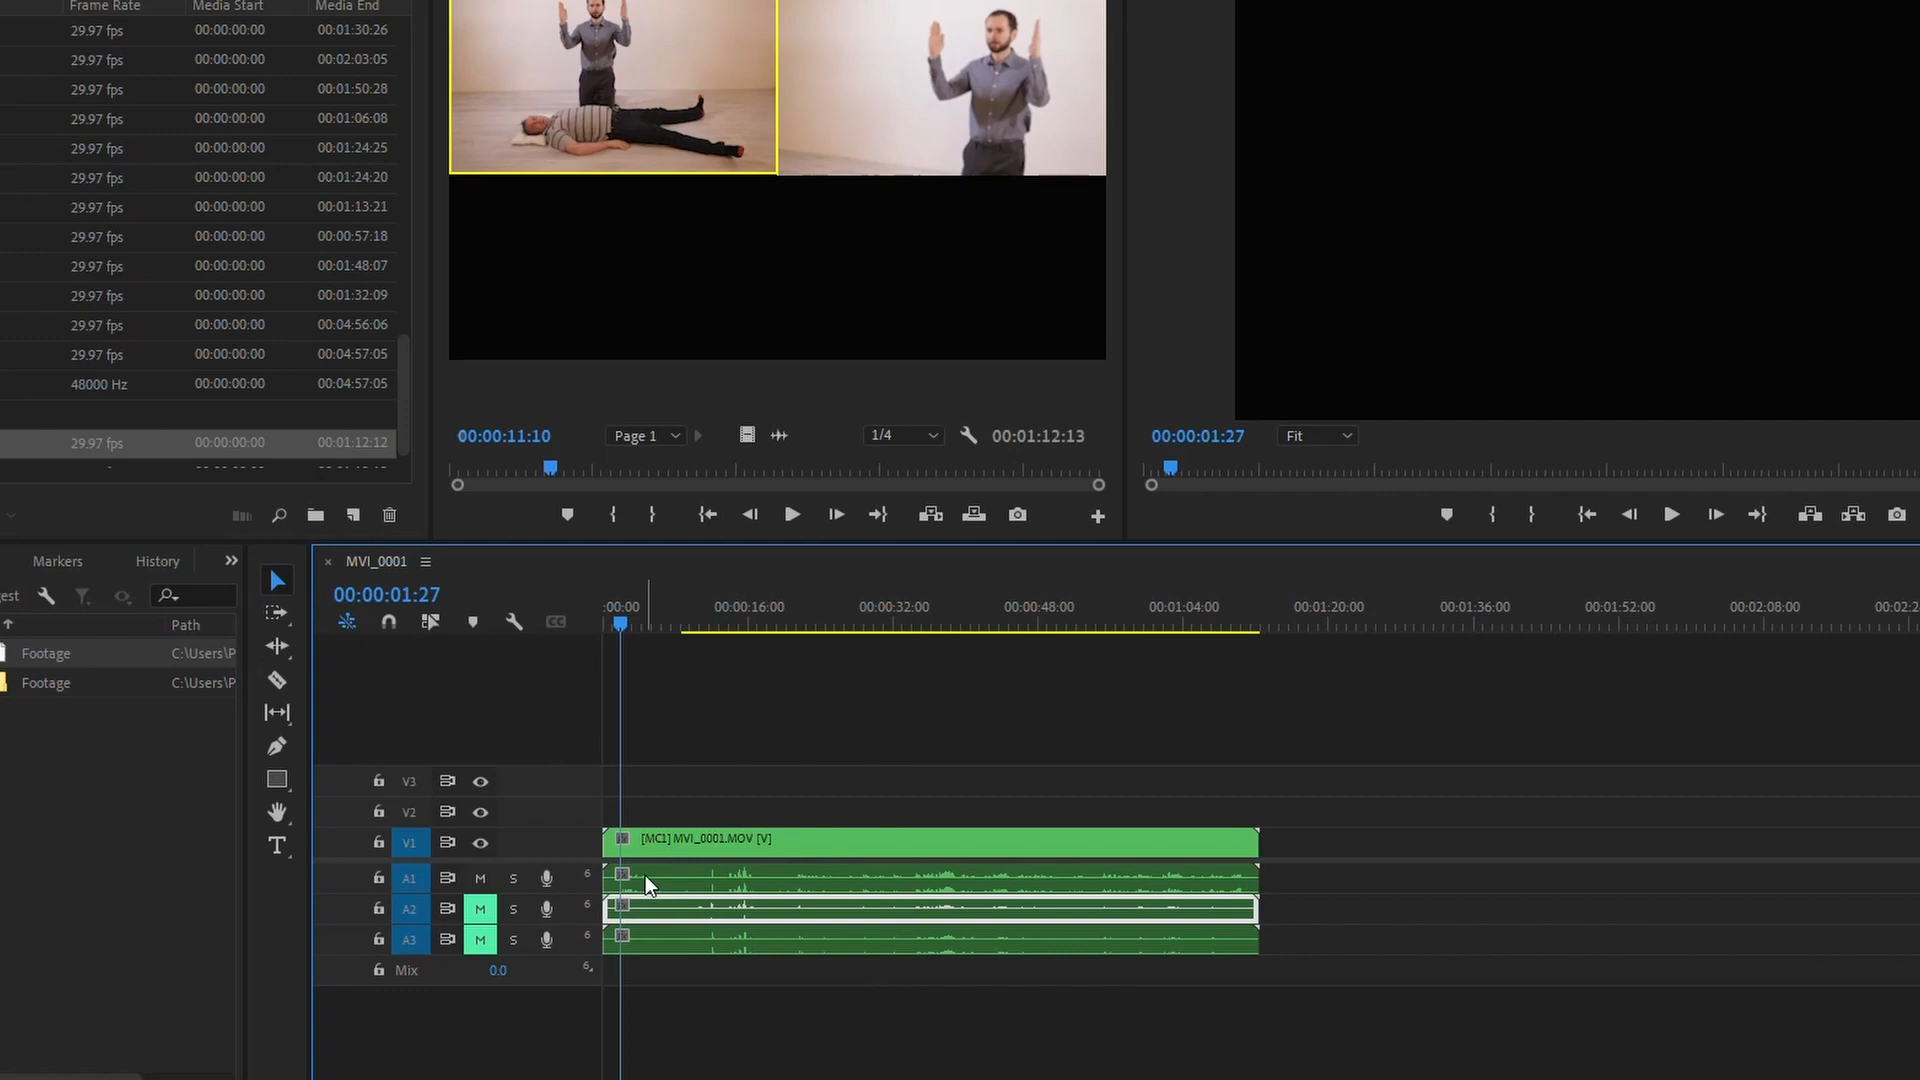 Frame Rate Media Start Media End
29.97 fps 00:00:00:00 00:01:30:26
29.97 fps 00:00:00:00 00:02:03:05
29.97 fps 00:00:00:00 00:01:50:28
29.97 fps 00:00:00:00 00:01:06:08
29.97 fps 00:00:00:00 00:01:24:25
29.97 fps 00:00:00:00 00:01:24:20
29.97 fps 00:00:00:00 00:01:13:21
29.97 fps 00:00:00:00 00:00:57:18
29.97 fps 00:00:00:00 00:01:48:07
29.97 fps 00:00:00:00 00:01:32:09
29.97 fps 00:00:00:00 00:04:56:06
29.97 fps 00:00:00:00 00:04:57:05
48000 Hz 00:00:00:00 00:04:57:05
29.97 fps 00:00:00:00 00:01:12:12
00:00:11:10 Page 1 1/4 00:01:12:13
00:00:01:27 Fit
Markers History
est
Path
Footage C:\Users\P
Footage C:\Users\P
× MVI_0001
00:00:01:27
CC
:00:00 00:00:16:00 00:00:32:00 00:00:48:00 00:01:04:00 00:01:20:00 00:01:36:00 00:01:52:00 00:02:08:00 00:02:2
V3
V2
V1 [MC1] MVI_0001.MOV [V]
A1 M S 6
A2 M S 6
A3 M S 6
Mix 0.0 6
T